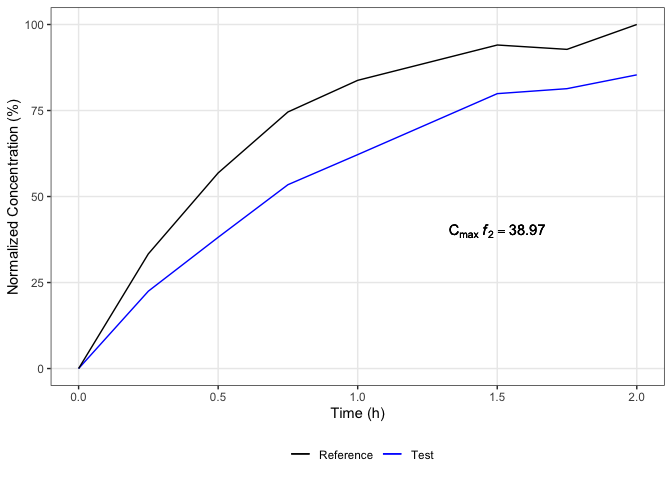 100
75
50
25
0
Normalized Concentration (%)
Cmax f2 = 38.97
0.0 0.5 1.0 1.5 2.0
Time (h)
Reference Test